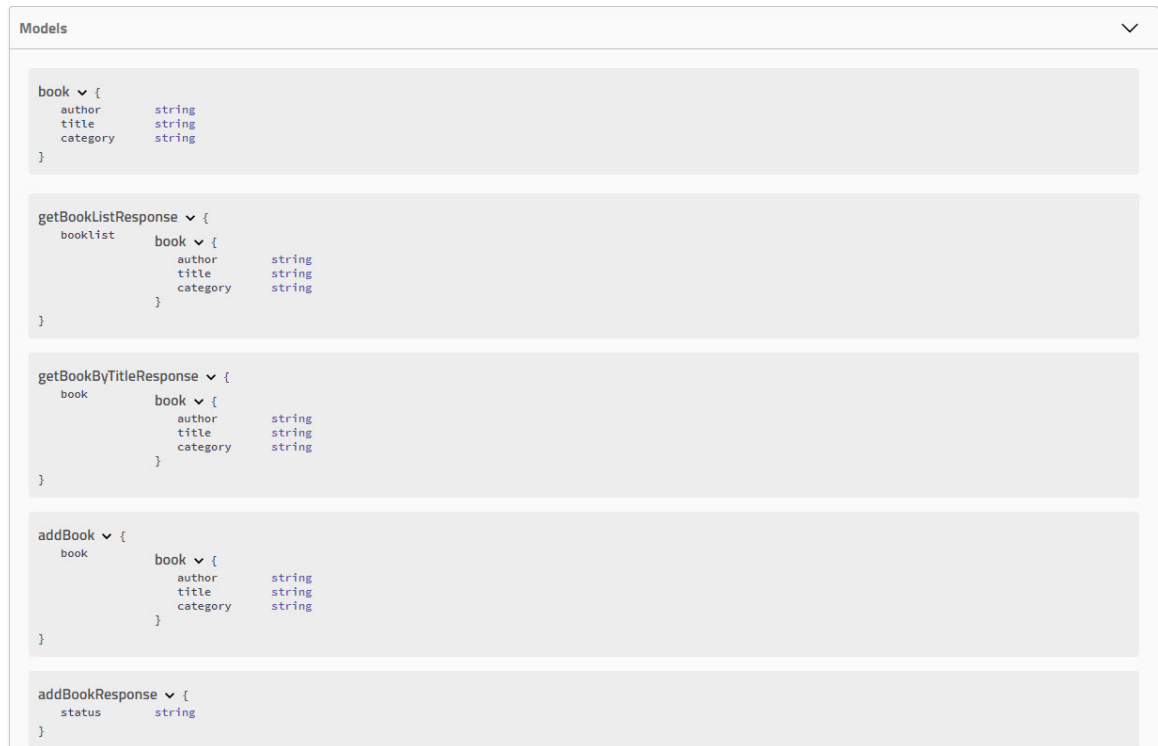 Models
book {
author string
title string
category string
}
getBookListResponse {
booklist book {
author string
title string
category string
}
}
getBookByTitleResponse {
book book {
author string
title string
category string
}
}
addBook {
book book {
author string
title string
category string
}
}
addBookResponse {
status string
}